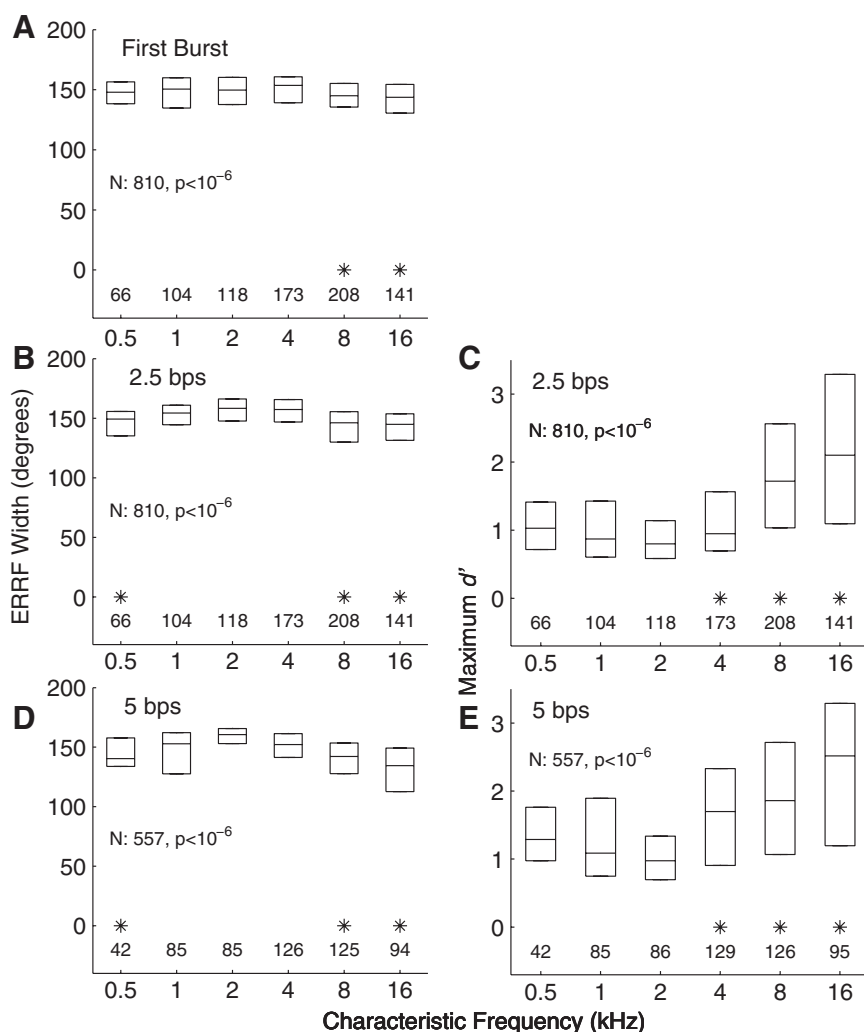 A
First Burst
200
150
100
50
0
N: 810, p<10⁻⁶
* *
66 104 118 173 208 141
0.5 1 2 4 8 16
B
2.5 bps
200
150
100
50
0
N: 810, p<10⁻⁶
* * *
66 104 118 173 208 141
0.5 1 2 4 8 16
ERRF Width (degrees)
C
2.5 bps
3
2
1
0
N: 810, p<10⁻⁶
* * *
66 104 118 173 208 141
0.5 1 2 4 8 16
Maximum d'
D
5 bps
200
150
100
50
0
N: 557, p<10⁻⁶
* * *
42 85 85 126 125 94
0.5 1 2 4 8 16
E
5 bps
3
2
1
0
N: 557, p<10⁻⁶
* * *
42 85 86 129 126 95
0.5 1 2 4 8 16
Characteristic Frequency (kHz)